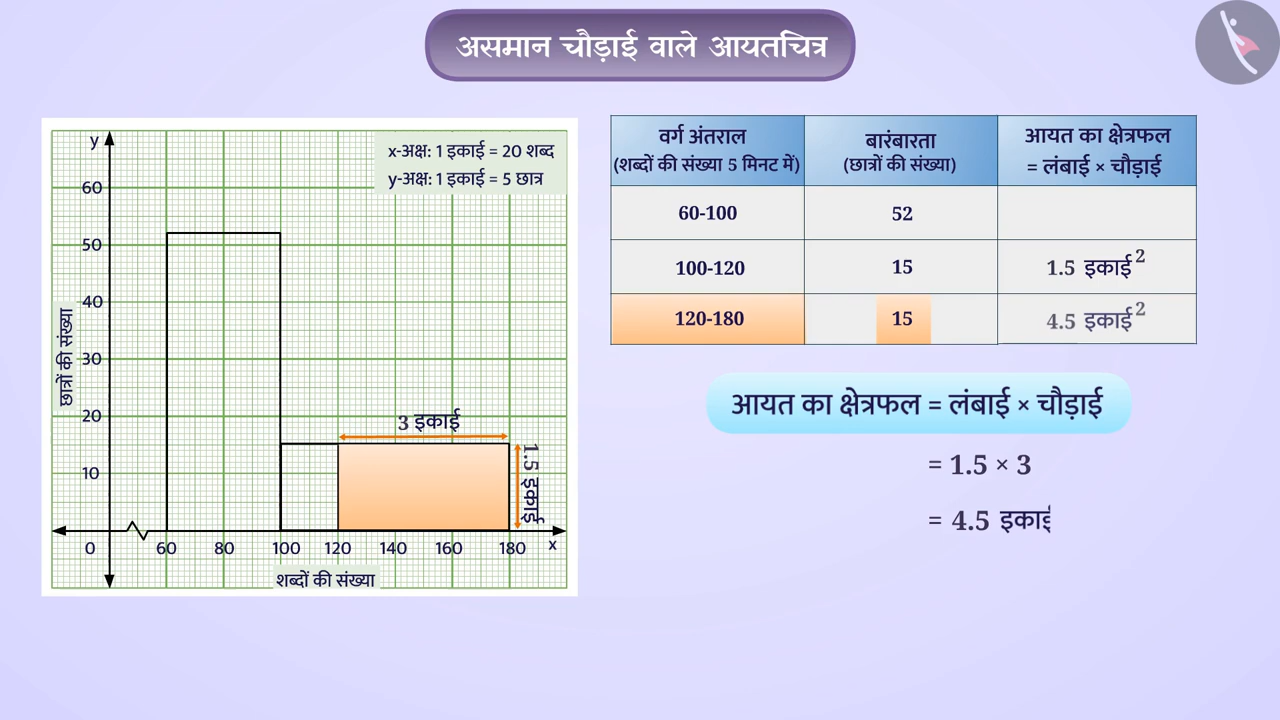 असमान चौड़ाई वाले आयतचित्र
y
x-अक्ष: 1 इकाई = 20 शब्द
y-अक्ष: 1 इकाई = 5 छात्र
60
50
40
30
20
10
छात्रों की संख्या
3 इकाई
1.5 इकाई
0 60 80 100 120 140 160 180 x
शब्दों की संख्या
वर्ग अंतराल
(शब्दों की संख्या 5 मिनट में)
बारंबारता
(छात्रों की संख्या)
आयत का क्षेत्रफल
= लंबाई × चौड़ाई
60-100 52
100-120 15 1.5 इकाई²
120-180 15 4.5 इकाई²
आयत का क्षेत्रफल = लंबाई × चौड़ाई
= 1.5 × 3
= 4.5 इकाई